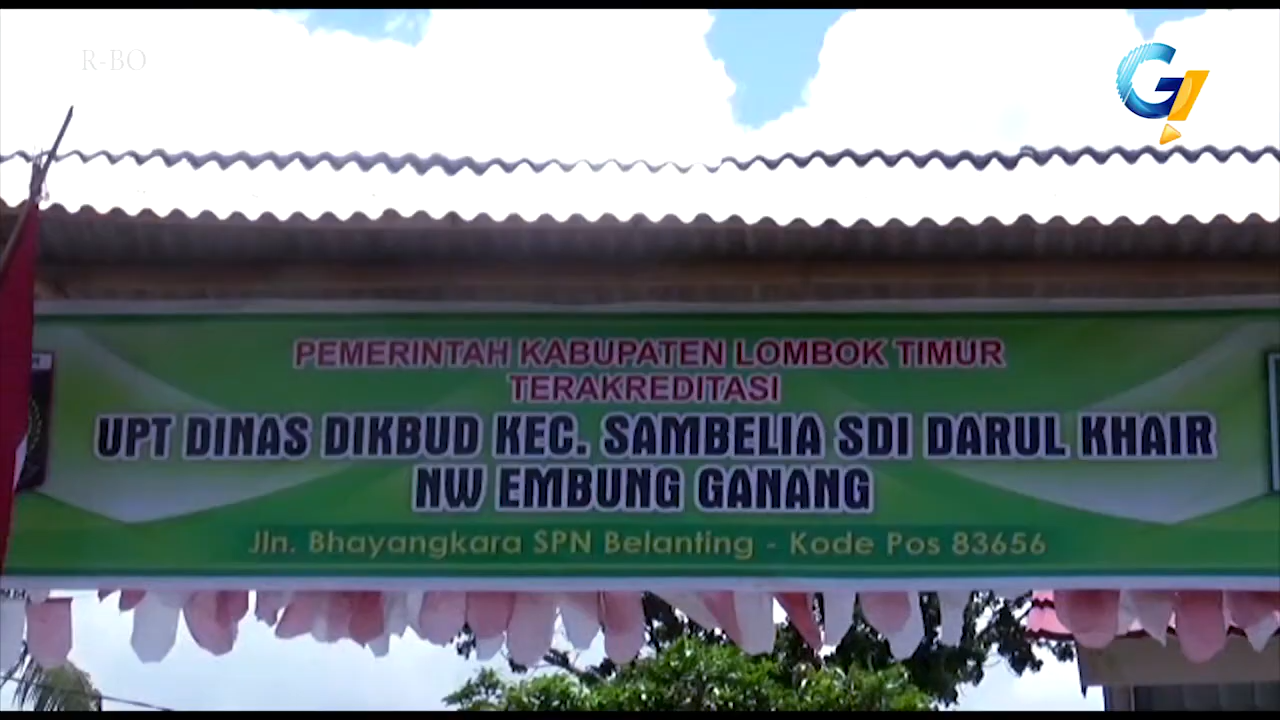 R-BO
G
PEMERINTAH KABUPATEN LOMBOK TIMUR
TERAKREDITASI
UPT DINAS DIKBUD KEC. SAMBELIA SDI DARUL KHAIR
NW EMBUNG GANANG
Jln. Bhayangkara SPN Belanting - Kode Pos 83656